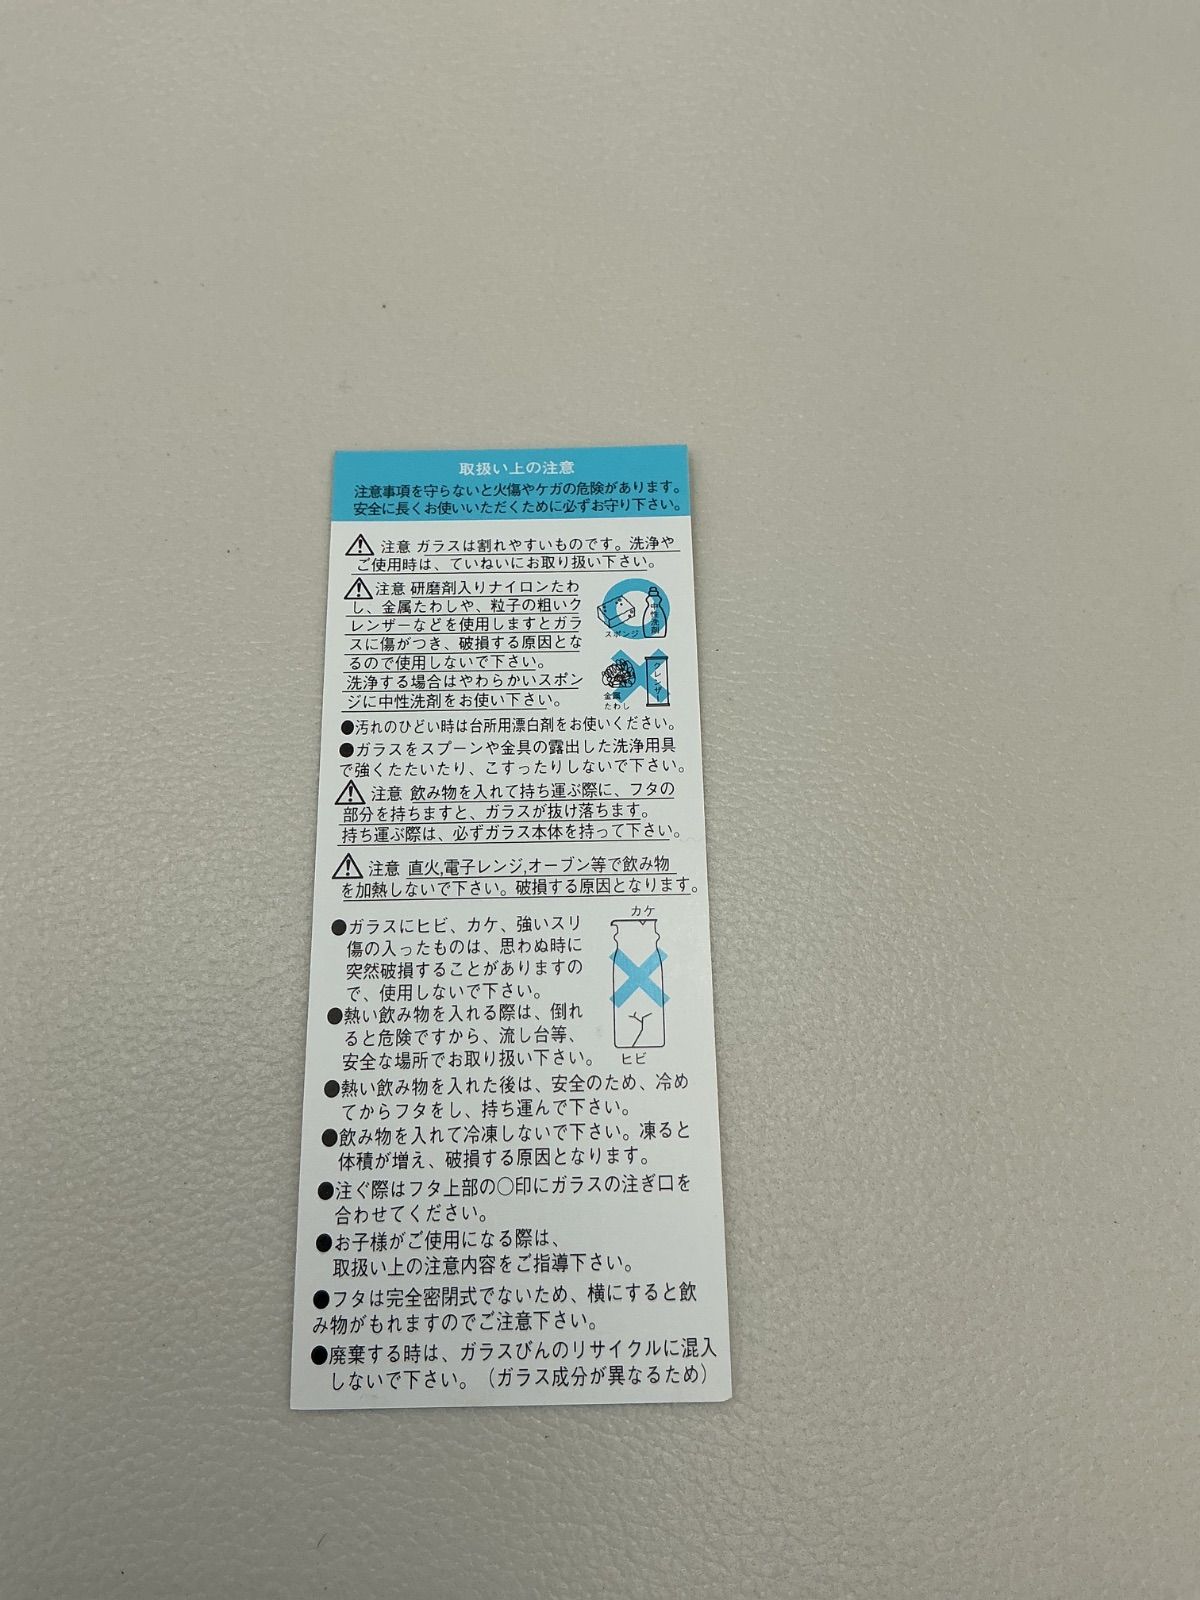 取扱い上の注意
注意事項を守らないと火傷やケガの危険があります。
安全に長くお使いいただくために必ずお守り下さい。
注意 ガラスは割れやすいものです。洗浄や
ご使用時は、ていねいにお取り扱い下さい。
注意 研磨剤入りナイロンたわ
し、金属たわしや、粒子の粗いク
レンザーなどを使用しますとガラ
スに傷がつき、破損する原因とな
るので使用しないで下さい。
洗浄する場合はやわらかいスポン
ジに中性洗剤をお使い下さい。
スポンジ
中性洗剤
金属
たわし
クレンザー
●汚れのひどい時は台所用漂白剤をお使いください。
●ガラスをスプーンや金具の露出した洗浄用具
で強くたたいたり、こすったりしないで下さい。
注意 飲み物を入れて持ち運ぶ際に、フタの
部分を持ちますと、ガラスが抜け落ちます。
持ち運ぶ際は、必ずガラス本体を持って下さい。
注意 直火,電子レンジ,オーブン等で飲み物
を加熱しないで下さい。破損する原因となります。
●ガラスにヒビ、カケ、強いスリ
傷の入ったものは、思わぬ時に
突然破損することがありますの
で、使用しないで下さい。
カケ
ヒビ
●熱い飲み物を入れる際は、倒れ
ると危険ですから、流し台等、
安全な場所でお取り扱い下さい。
●熱い飲み物を入れた後は、安全のため、冷め
てからフタをし、持ち運んで下さい。
●飲み物を入れて冷凍しないで下さい。凍ると
体積が増え、破損する原因となります。
●注ぐ際はフタ上部の○印にガラスの注ぎ口を
合わせてください。
●お子様がご使用になる際は、
取扱い上の注意内容をご指導下さい。
●フタは完全密閉式でないため、横にすると飲
み物がもれますのでご注意下さい。
●廃棄する時は、ガラスびんのリサイクルに混入
しないで下さい。（ガラス成分が異なるため）